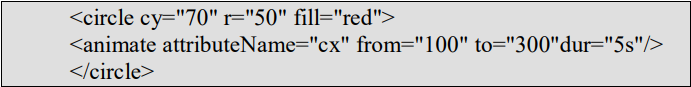 <circle cy="70" r="50" fill="red">
<animate attributeName="cx" from="100" to="300"dur="5s"/>
</circle>